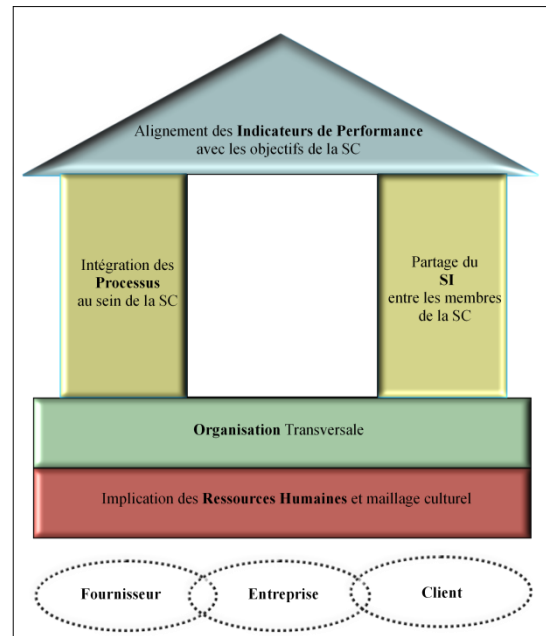 Alignement des Indicateurs de Performance
avec les objectifs de la SC
Intégration des
Processus
au sein de la SC
Partage du
SI
entre les membres
de la SC
Organisation Transversale
Implication des Ressources Humaines et maillage culturel
Fournisseur
Entreprise
Client